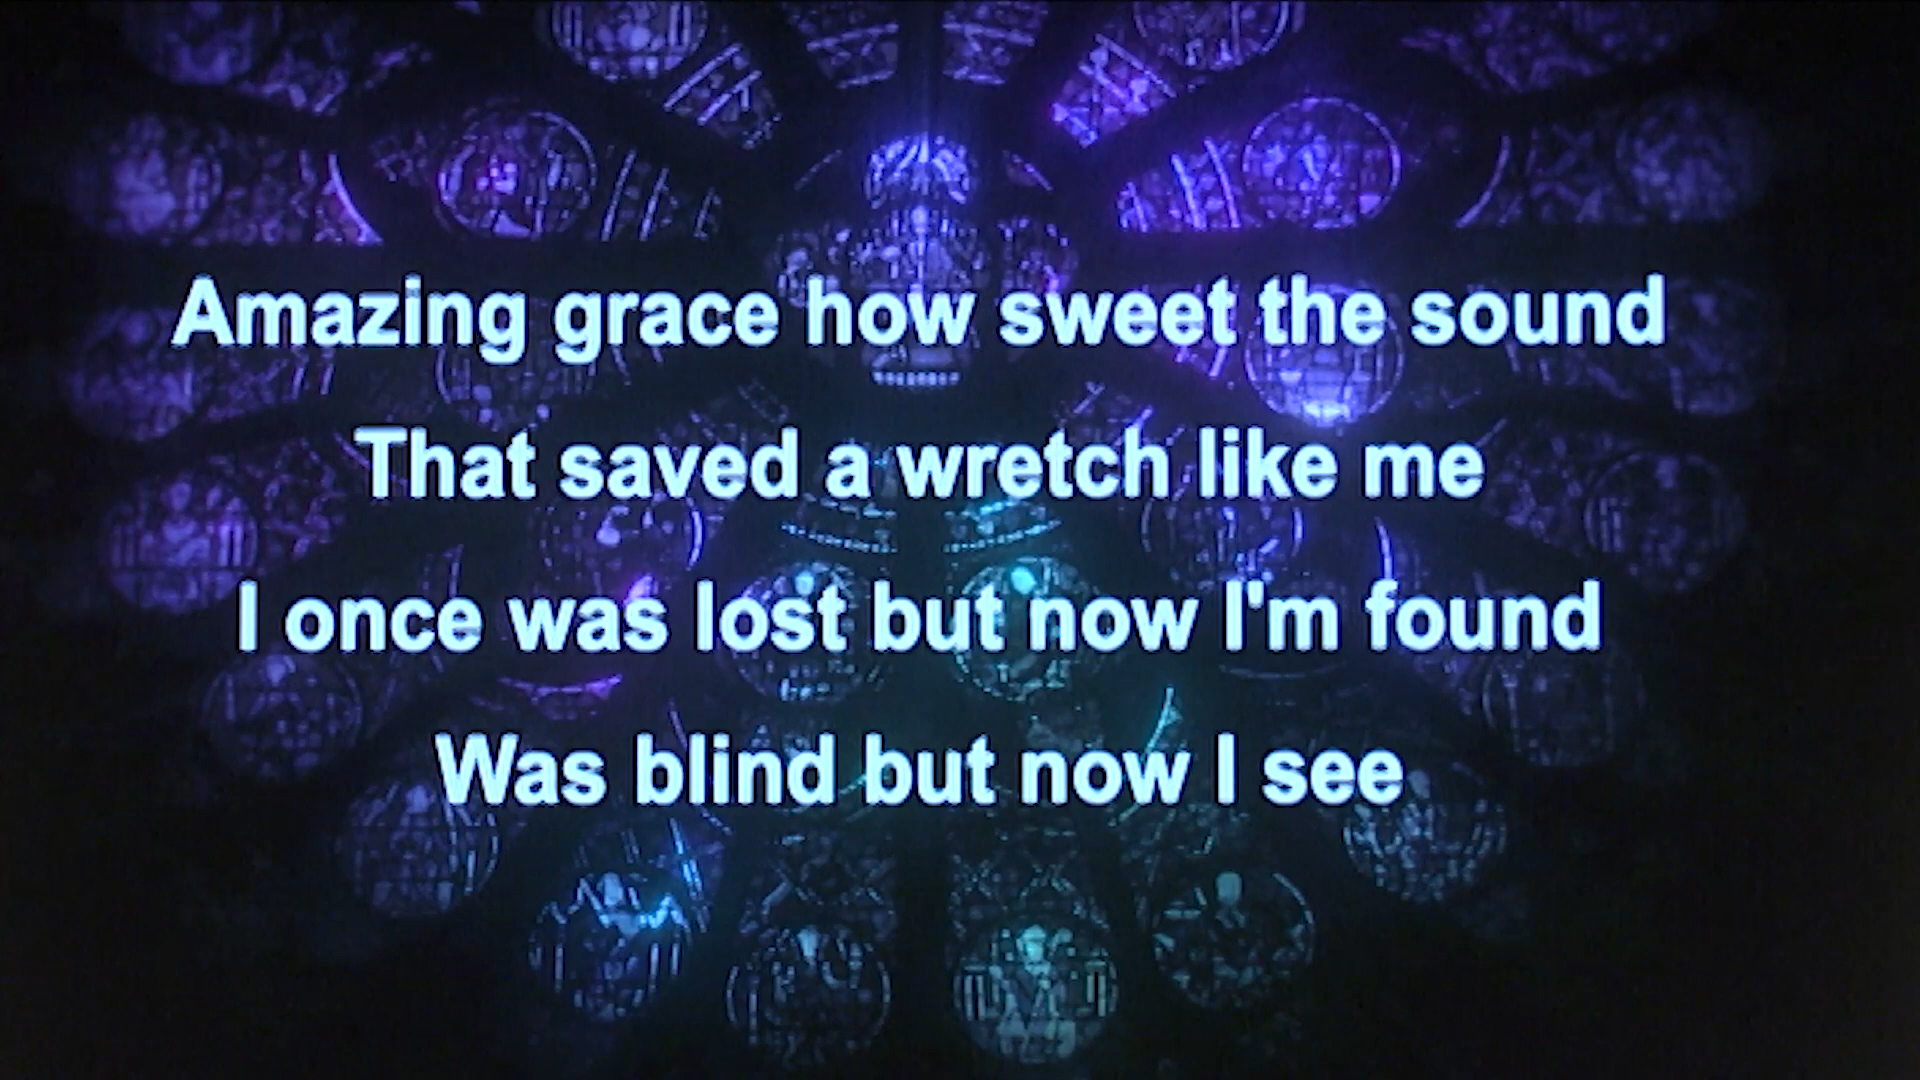 Amazing grace how sweet the sound
That saved a wretch like me
I once was lost but now I'm found
Was blind but now I see